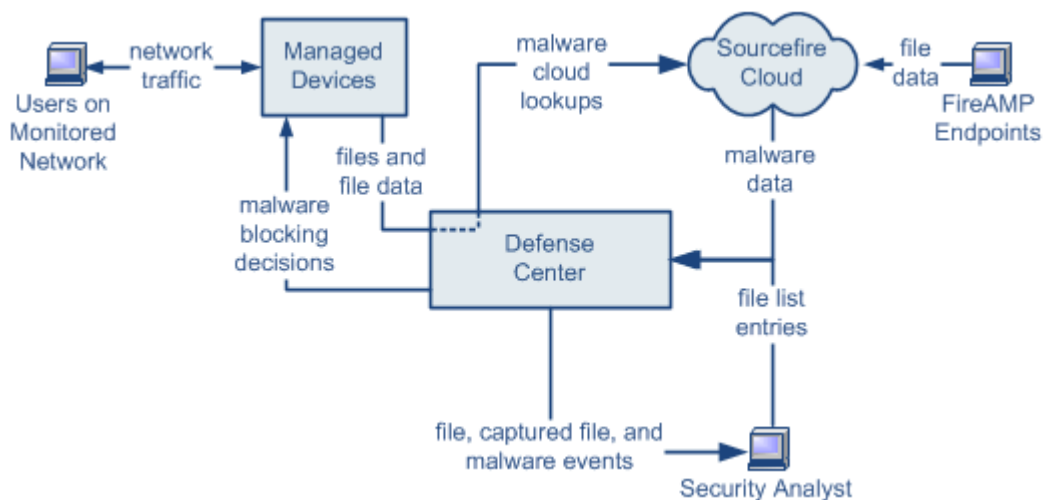 Users on
Monitored
Network
network
traffic
Managed
Devices
malware
cloud
lookups
Sourcefire
Cloud
file
data
FireAMP
Endpoints
files and
file data
malware
data
malware
blocking
decisions
Defense
Center
file list
entries
file, captured file, and
malware events
Security Analyst